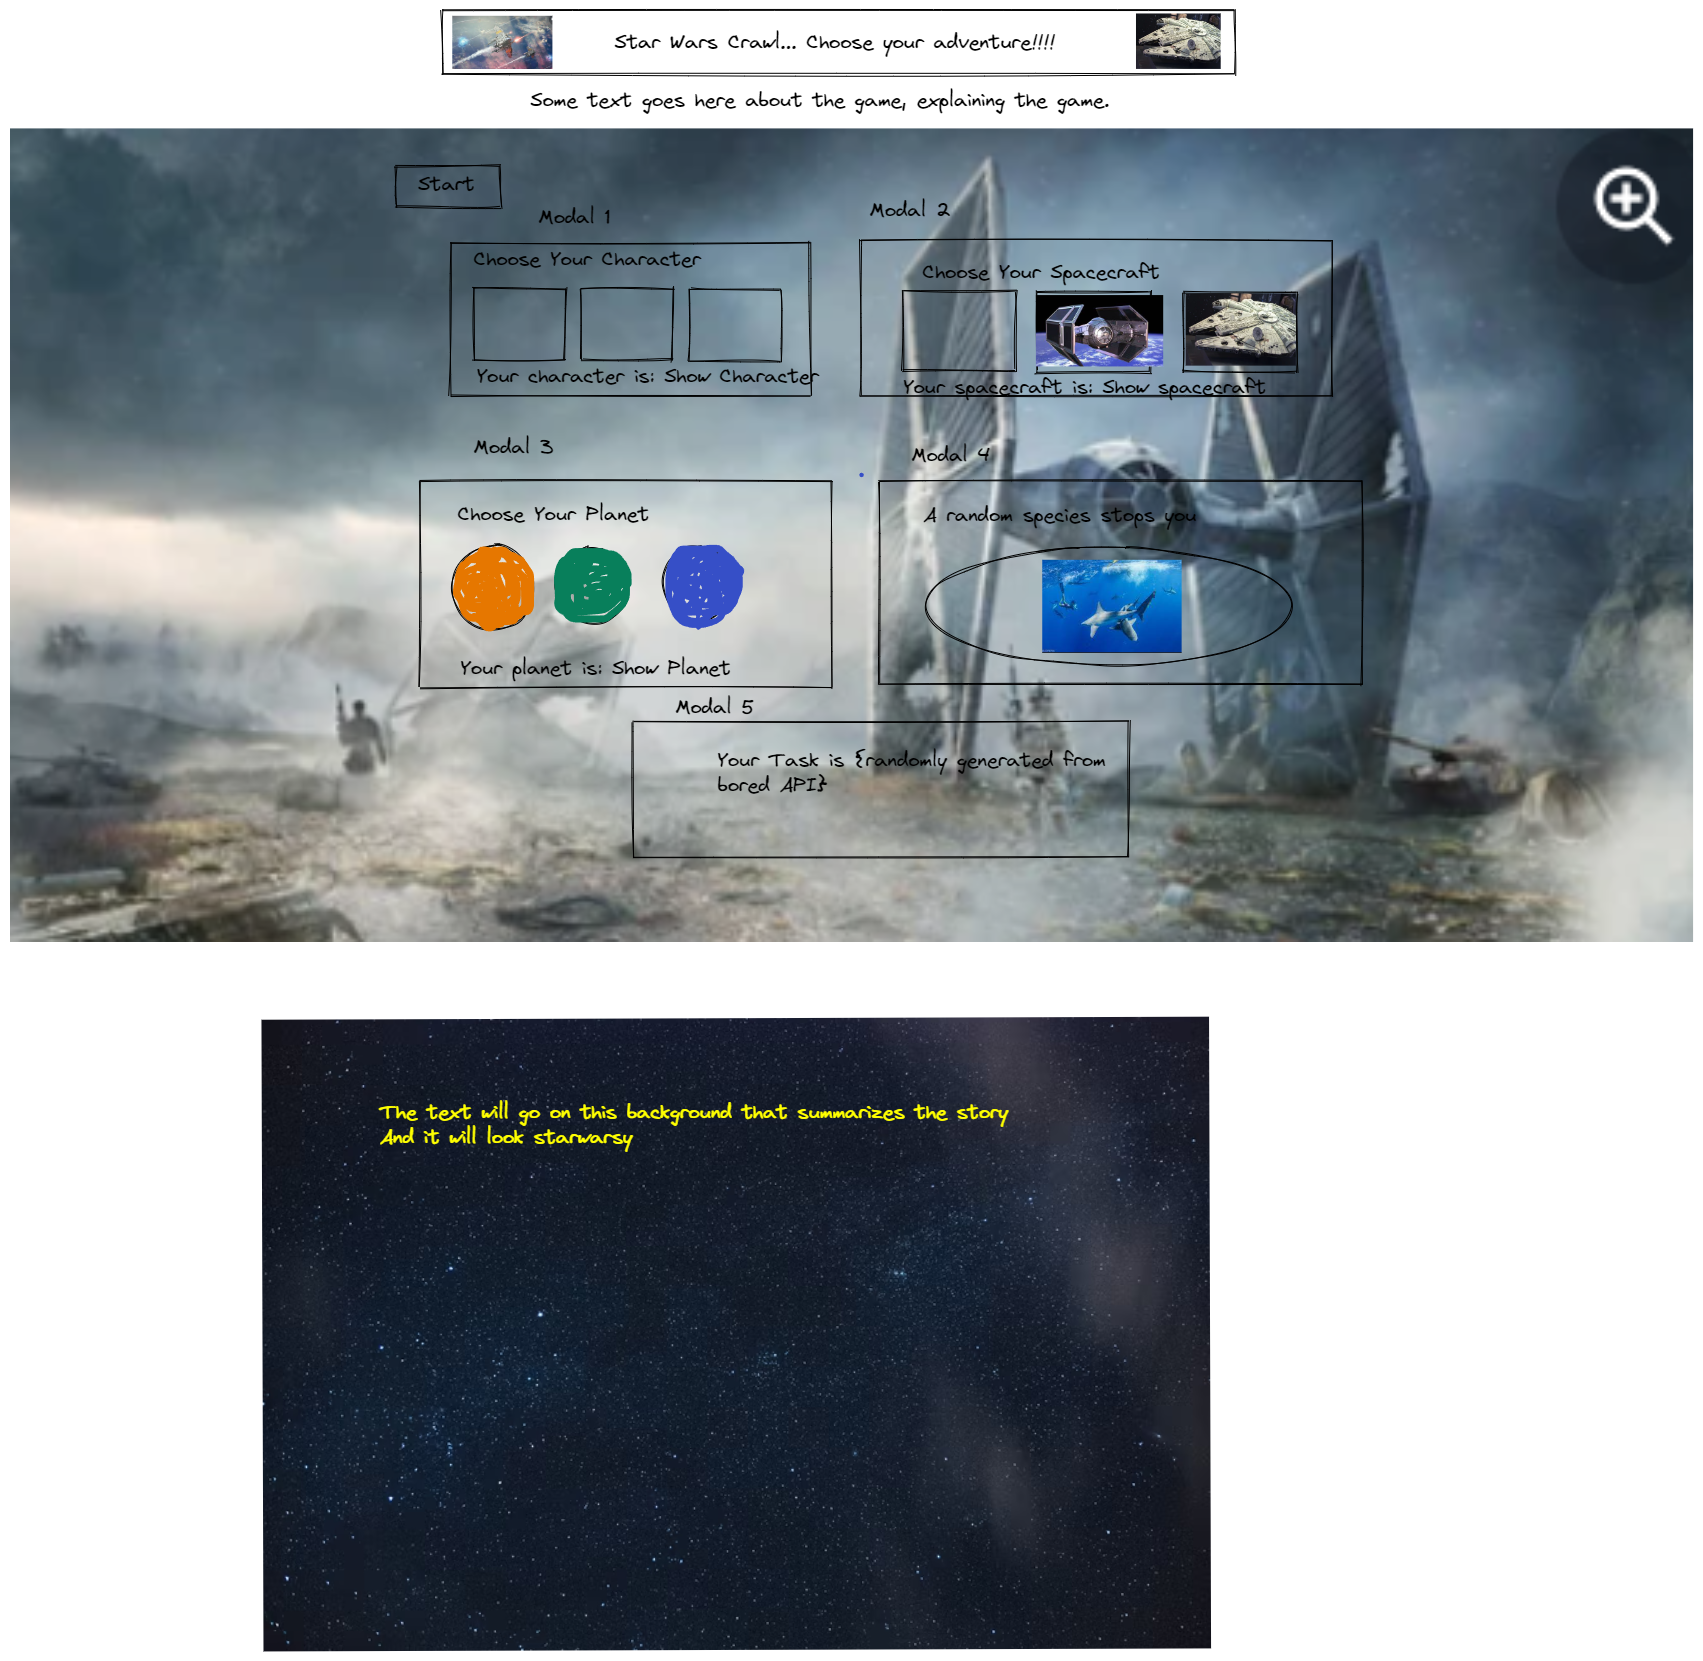 Star Wars Crawl... Choose your adventure!!!!
Some text goes here about the game, explaining the game.
Start
Modal 1
Choose Your Character
Your character is: Show Character
Modal 2
Choose Your Spacecraft
Your spacecraft is: Show spacecraft
Modal 3
Choose Your Planet
Your planet is: Show Planet
Modal 4
A random species stops you
Modal 5
Your Task is {randomly generated from
bored API}
The text will go on this background that summarizes the story
And it will look starwarsy